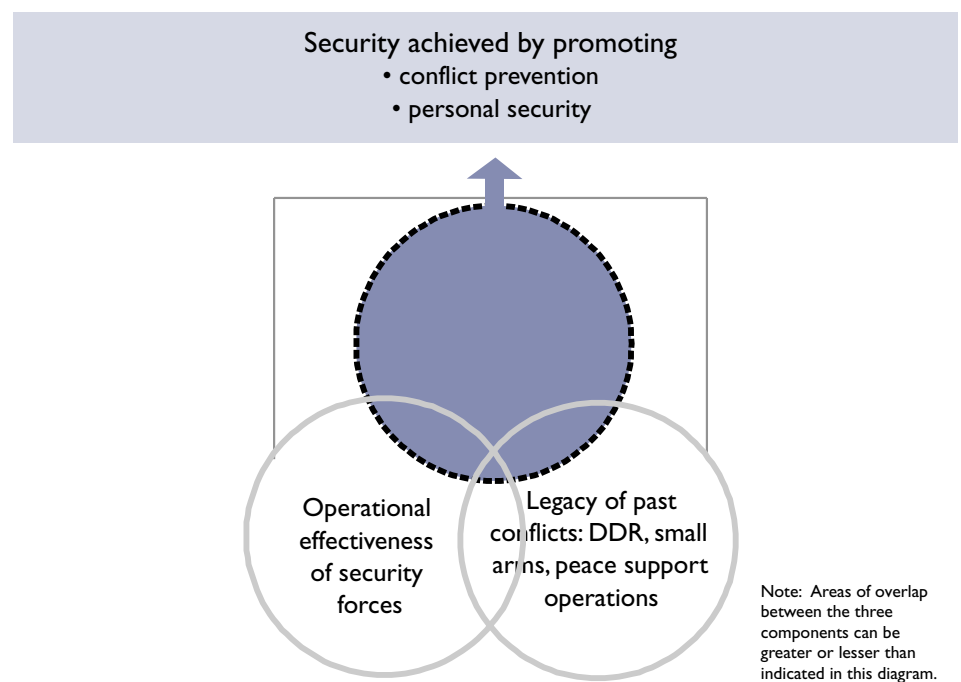 Security achieved by promoting
• conflict prevention
• personal security
Operational
effectiveness
of security
forces
Legacy of past
conflicts: DDR, small
arms, peace support
operations
Note: Areas of overlap
between the three
components can be
greater or lesser than
indicated in this diagram.